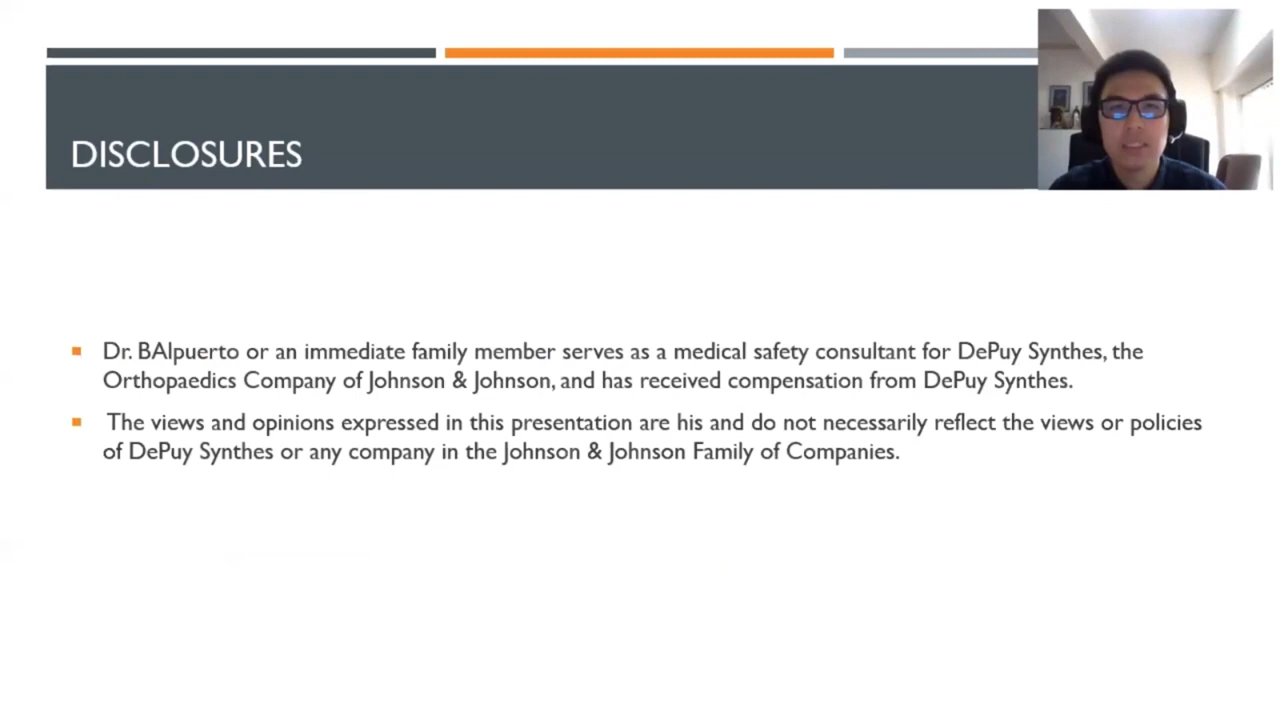 DISCLOSURES
Dr. BAlpuerto or an immediate family member serves as a medical safety consultant for DePuy Synthes, the
Orthopaedics Company of Johnson & Johnson, and has received compensation from DePuy Synthes.
The views and opinions expressed in this presentation are his and do not necessarily reflect the views or policies
of DePuy Synthes or any company in the Johnson & Johnson Family of Companies.